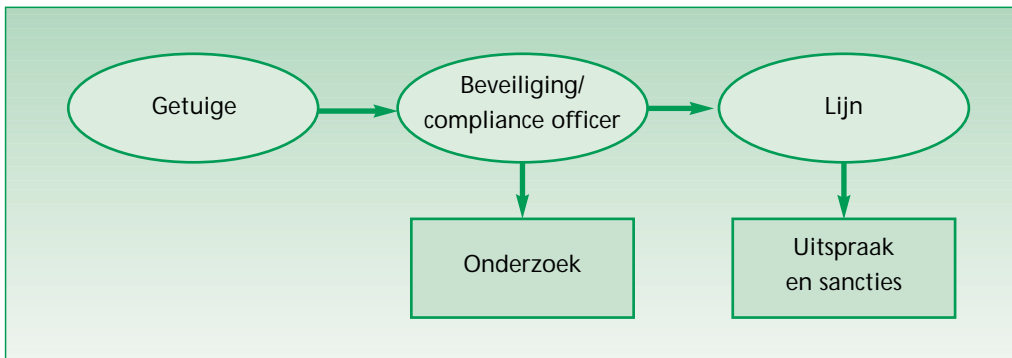 Getuige
Beveiliging/
compliance officer
Lijn
Onderzoek
Uitspraak
en sancties